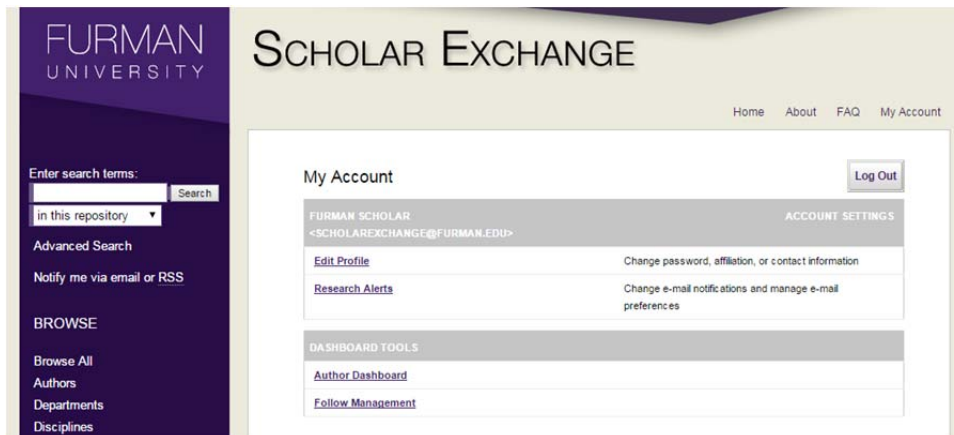 FURMAN
UNIVERSITY
SCHOLAR EXCHANGE
Home About FAQ My Account
Enter search terms:
Search
in this repository
Advanced Search
Notify me via email or RSS
BROWSE
Browse All
Authors
Departments
Disciplines
My Account
Log Out
FURMAN SCHOLAR
<SCHOLAREXCHANGE@FURMAN.EDU>
ACCOUNT SETTINGS
Edit Profile Change password, affiliation, or contact information
Research Alerts Change e-mail notifications and manage e-mail
preferences
DASHBOARD TOOLS
Author Dashboard
Follow Management